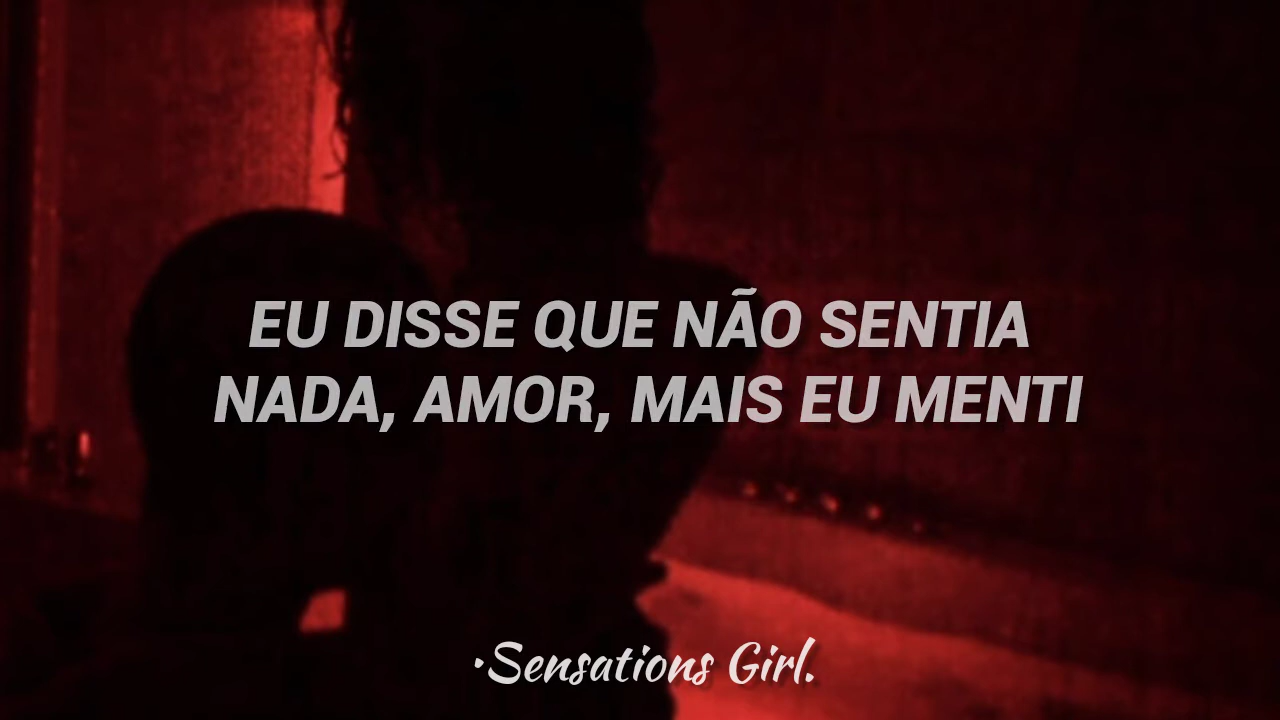 EU DISSE QUE NÃO SENTIA
NADA, AMOR, MAIS EU MENTI
·Sensations Girl.